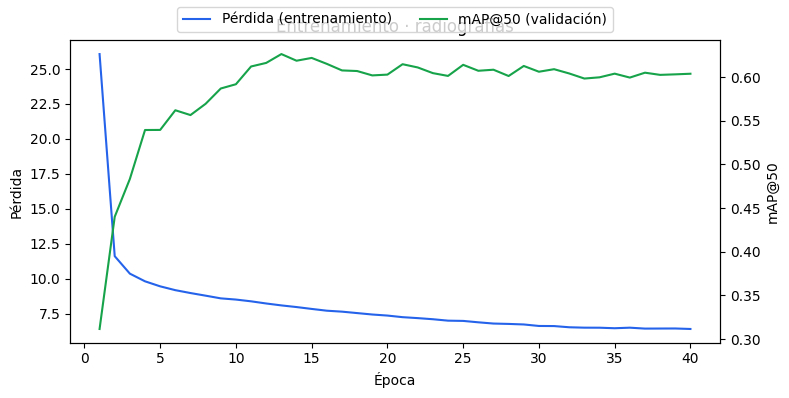 Pérdida (entrenamiento) mAP@50 (validación)
Entrenamiento · radiografías
Pérdida
25.0
22.5
20.0
17.5
15.0
12.5
10.0
7.5
0.60
0.55
0.50
0.45
0.40
0.35
0.30
mAP@50
0 5 10 15 20 25 30 35 40
Época